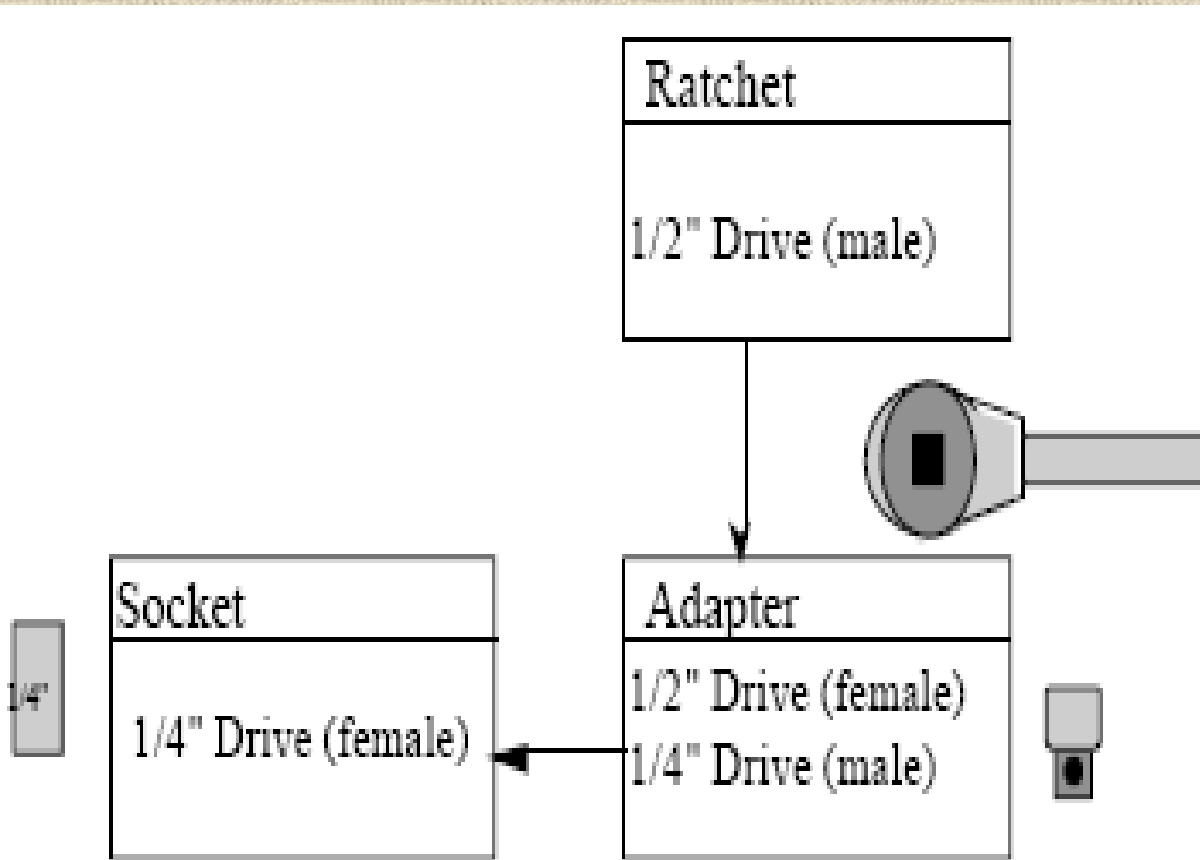 Ratchet
1/2" Drive (male)
Socket
1/4" Drive (female)
1/4"
Adapter
1/2" Drive (female)
1/4" Drive (male)